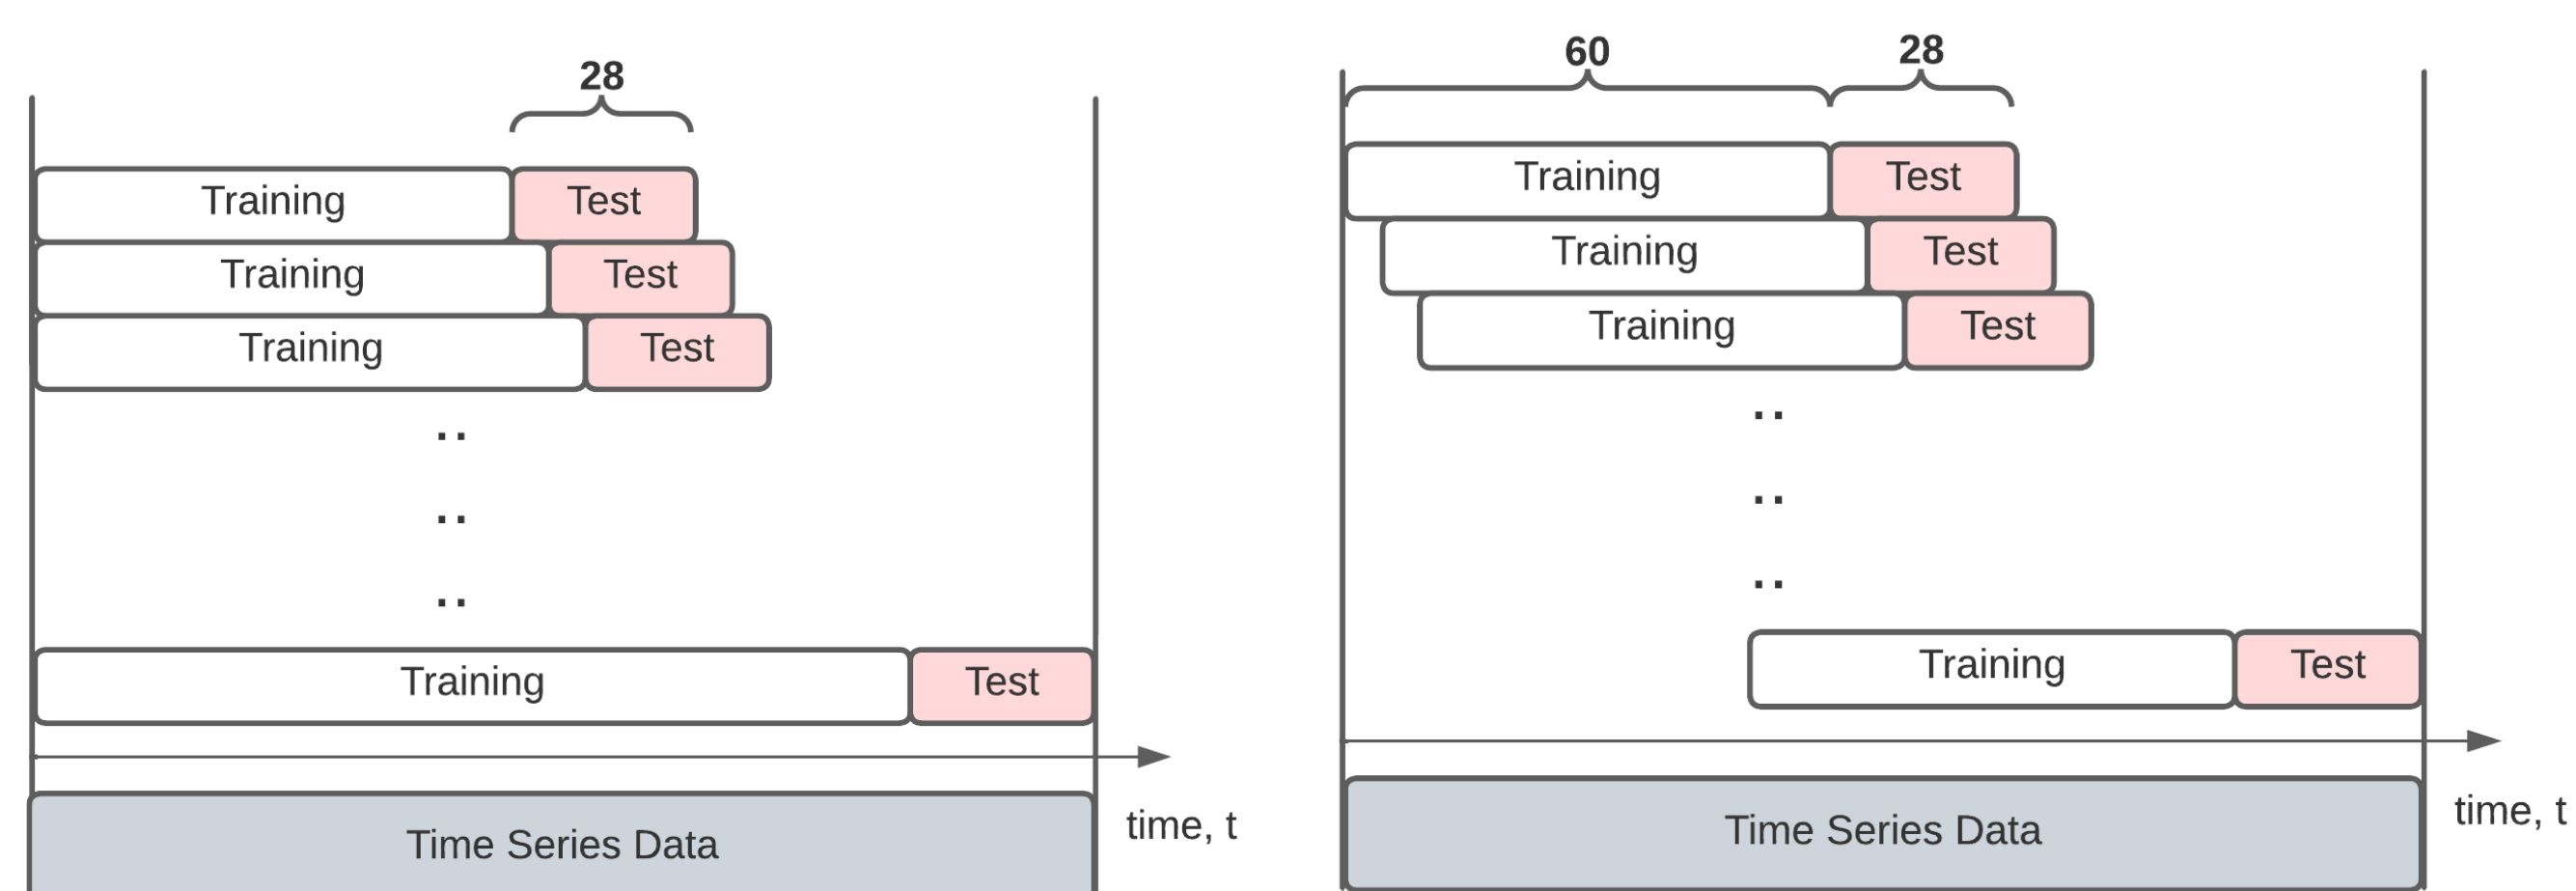 28
Training Test
Training Test
Training Test
..
..
..
Training Test
time, t
Time Series Data
60 28
Training Test
Training Test
Training Test
..
..
..
Training Test
time, t
Time Series Data